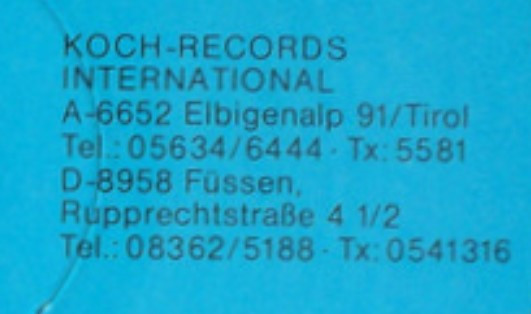 KOCH-RECORDS
INTERNATIONAL
A-6652 Elbigenalp 91/Tirol
Tel.: 05634/6444 · Tx: 5581
D-8958 Füssen,
Rupprechtstraße 4 1/2
Tel.: 08362/5188 · Tx: 0541316